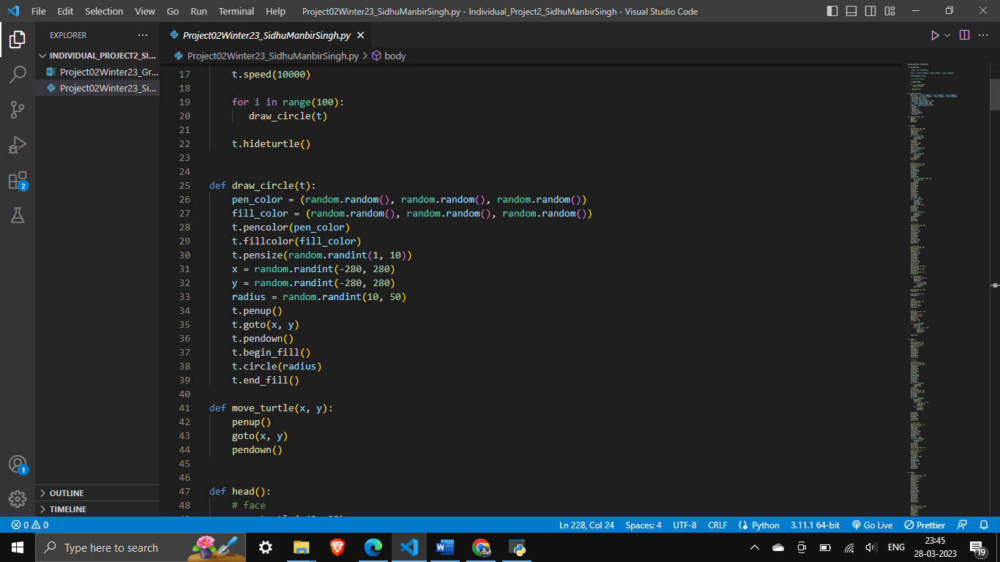 File Edit Selection View Go Run Terminal Help Project02Winter23_SidhuManbirSingh.py - Individual_Project2_SidhuManbirSingh - Visual Studio Code
EXPLORER
INDIVIDUAL_PROJECT2_SI...
Project02Winter23_Gr...
Project02Winter23_Si...
OUTLINE
TIMELINE
2
1
Project02Winter23_SidhuManbirSingh.py
Project02Winter23_SidhuManbirSingh.py > body
17 t.speed(10000)
18
19 for i in range(100):
20 draw_circle(t)
21
22 t.hideturtle()
23
24
25 def draw_circle(t):
26 pen_color = (random.random(), random.random(), random.random())
27 fill_color = (random.random(), random.random(), random.random())
28 t.pencolor(pen_color)
29 t.fillcolor(fill_color)
30 t.pensize(random.randint(1, 10))
31 x = random.randint(-280, 280)
32 y = random.randint(-280, 280)
33 radius = random.randint(10, 50)
34 t.penup()
35 t.goto(x, y)
36 t.pendown()
37 t.begin_fill()
38 t.circle(radius)
39 t.end_fill()
40
41 def move_turtle(x, y):
42 penup()
43 goto(x, y)
44 pendown()
45
46
47 def head():
48 # face
0 0 Ln 228, Col 24 Spaces: 4 UTF-8 CRLF Python 3.11.1 64-bit Go Live Prettier
Type here to search
ENG
23:45
28-03-2023
19